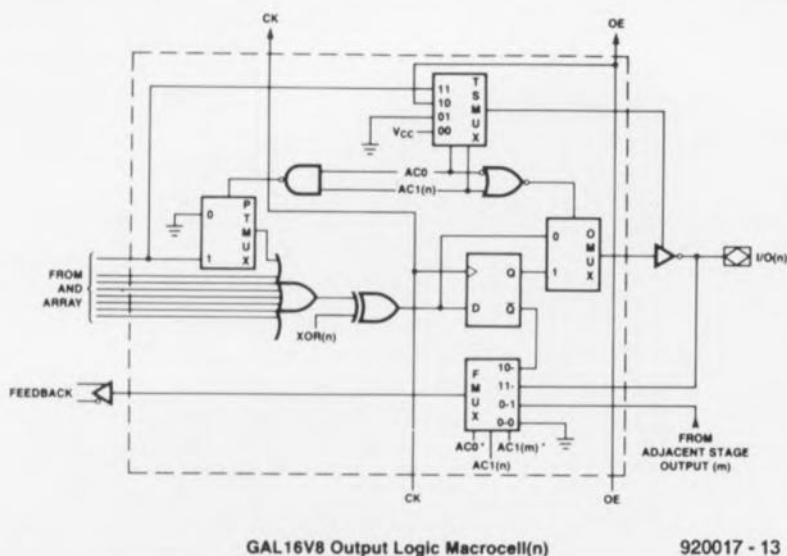 CK
OE
11
10
01
00
VCC
T
S
M
U
X
AC0
AC1(n)
P
T
M
U
X
0
1
O
M
U
X
0
1
I/O(n)
FROM
AND
ARRAY
Q
D
Q̅
XOR(n)
F
M
U
X
10-
11-
0-1
0-0
FEEDBACK
AC0'
AC1(m)'
AC1(n)
FROM
ADJACENT STAGE
OUTPUT (m)
CK
OE
GAL16V8 Output Logic Macrocell(n)
920017 - 13